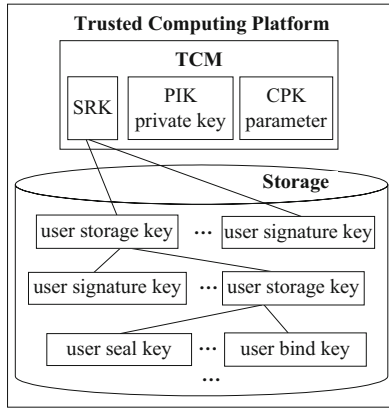 Trusted Computing Platform
TCM
SRK
PIK
private key
CPK
parameter
Storage
user storage key ... user signature key
user signature key ... user storage key
user seal key ... user bind key
...